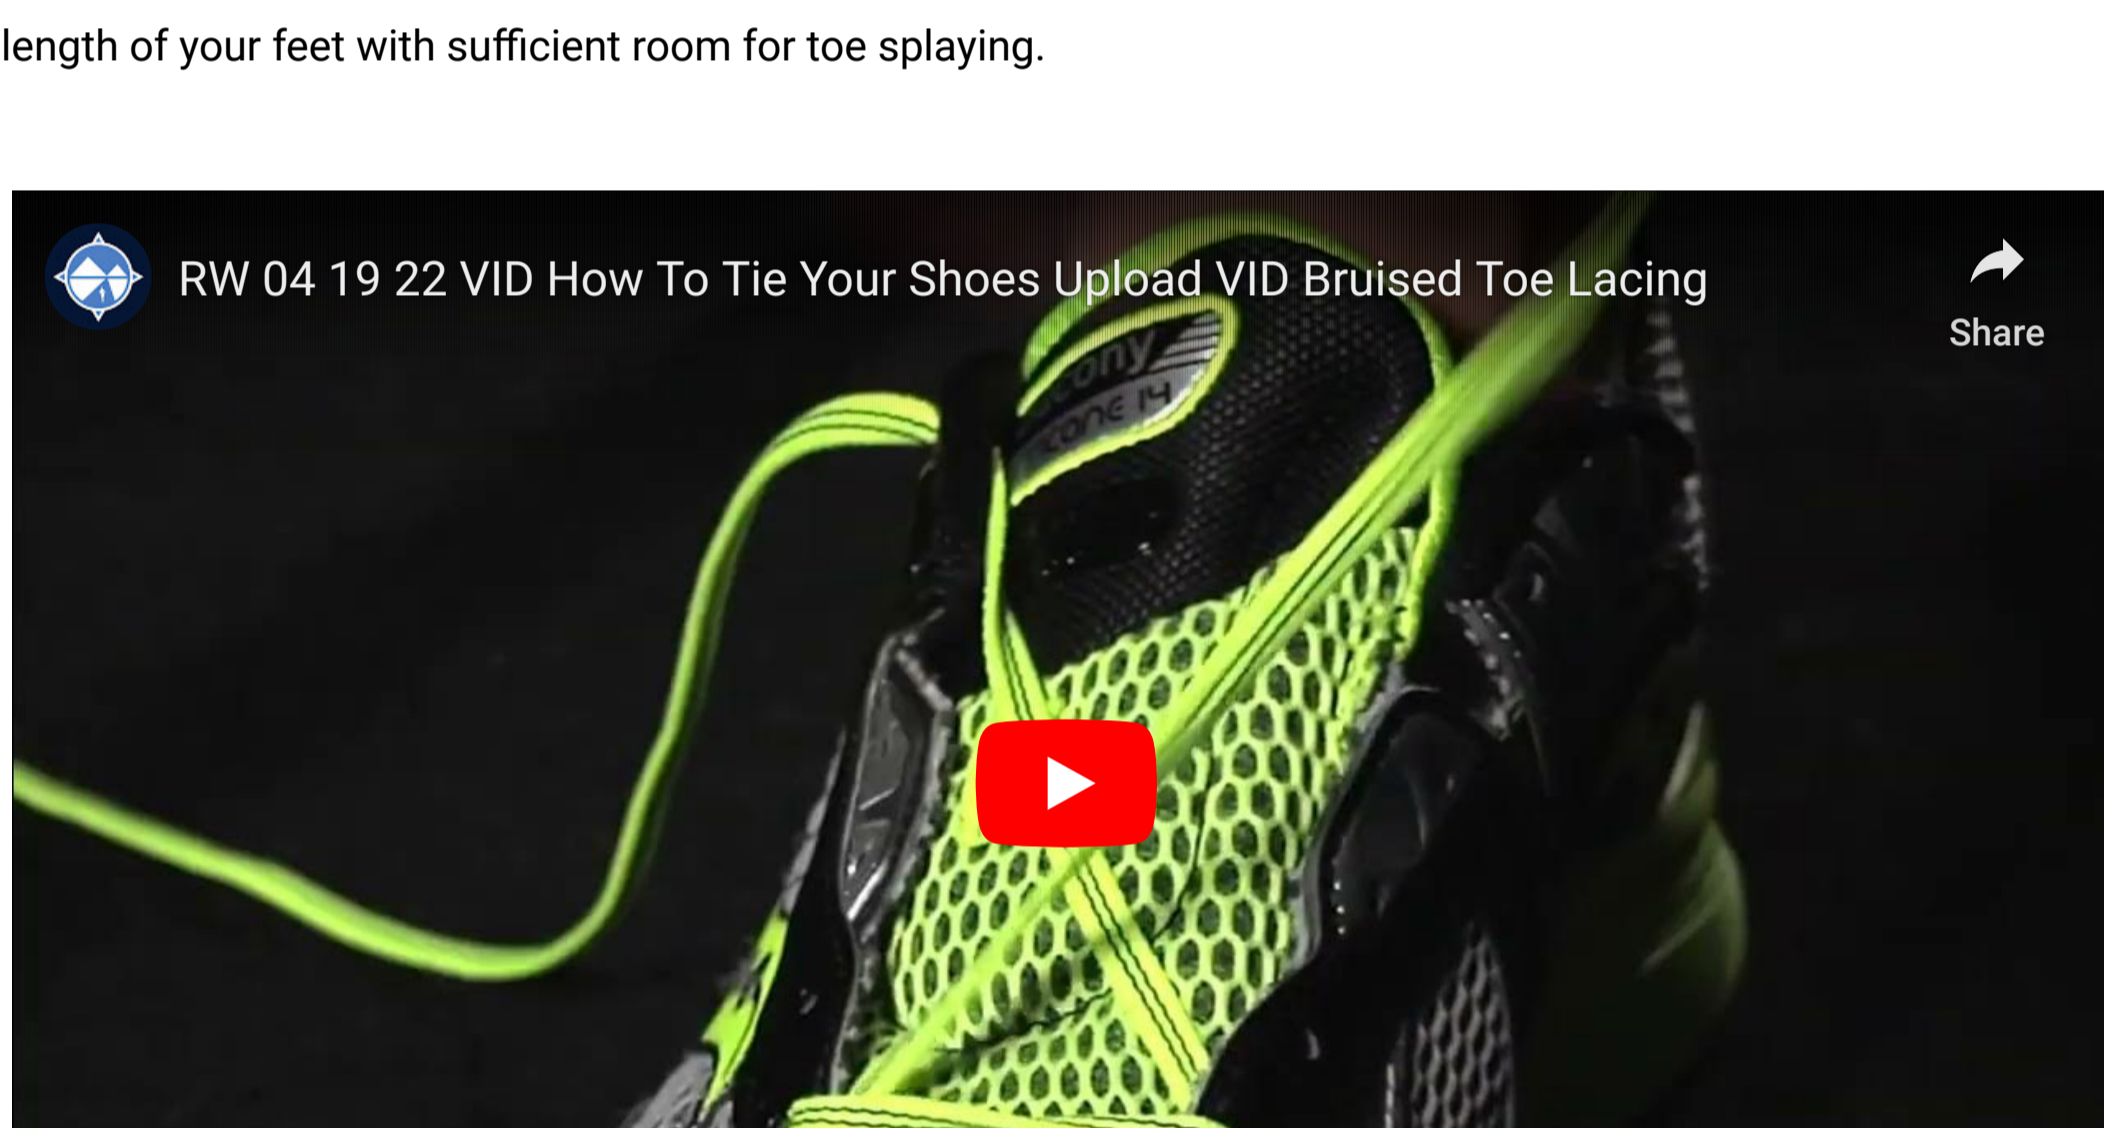 length of your feet with sufficient room for toe splaying.
RW 04 19 22 VID How To Tie Your Shoes Upload VID Bruised Toe Lacing
Share
14